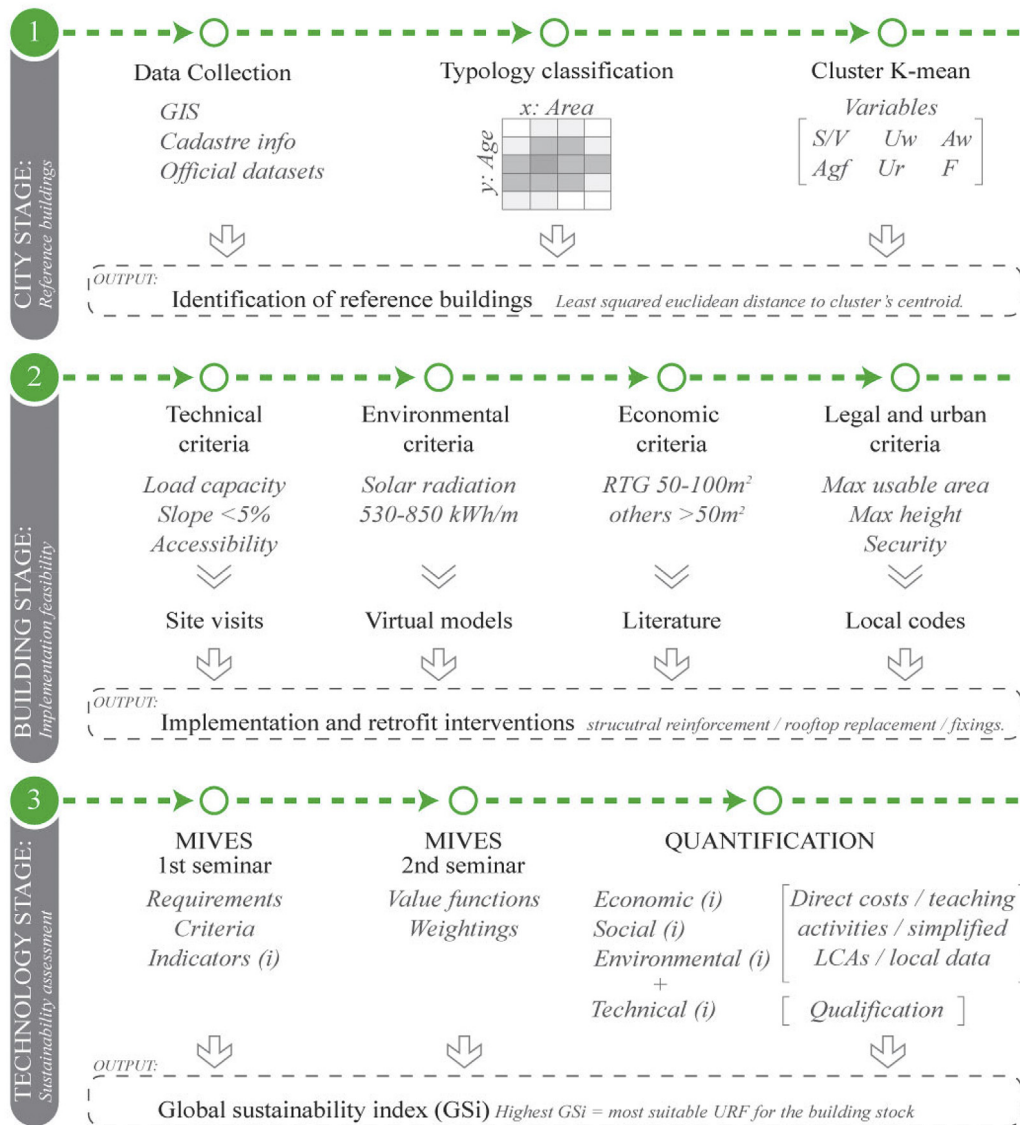 1
CITY STAGE:
Reference buildings
Data Collection
GIS
Cadastre info
Official datasets
Typology classification
x: Area
y: Age
Cluster K-mean
Variables
S/V Uw Aw
Agf Ur F
OUTPUT:
Identification of reference buildings Least squared euclidean distance to cluster's centroid.
2
BUILDING STAGE:
Implementation feasibility
Technical
criteria
Load capacity
Slope <5%
Accessibility
Site visits
Environmental
criteria
Solar radiation
530-850 kWh/m
Virtual models
Economic
criteria
RTG 50-100m²
others >50m²
Literature
Legal and urban
criteria
Max usable area
Max height
Security
Local codes
OUTPUT:
Implementation and retrofit interventions strucutral reinforcement / rooftop replacement / fixings.
3
TECHNOLOGY STAGE:
Sustainability assessment
MIVES
1st seminar
Requirements
Criteria
Indicators (i)
MIVES
2nd seminar
Value functions
Weightings
QUANTIFICATION
Economic (i)
Social (i)
Environmental (i)
+
Technical (i)
Direct costs / teaching
activities / simplified
LCAs / local data
[ Qualification ]
OUTPUT:
Global sustainability index (GSi) Highest GSi = most suitable URF for the building stock